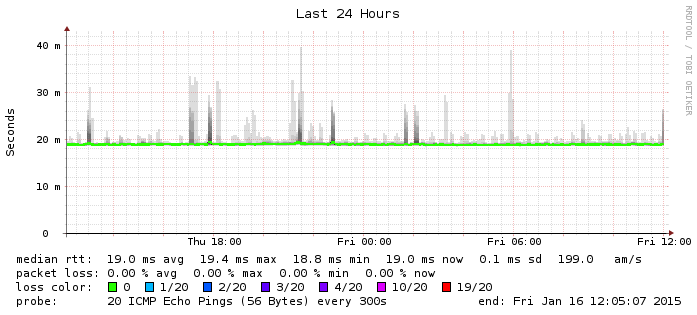 Last 24 Hours
RRDTOOL / TOBI OETIKER
Seconds
40 m
30 m
20 m
10 m
0
Thu 18:00 Fri 00:00 Fri 06:00 Fri 12:00
median rtt: 19.0 ms avg 19.4 ms max 18.8 ms min 19.0 ms now 0.1 ms sd 199.0 am/s
packet loss: 0.00 % avg 0.00 % max 0.00 % min 0.00 % now
loss color: 0 1/20 2/20 3/20 4/20 10/20 19/20
probe: 20 ICMP Echo Pings (56 Bytes) every 300s end: Fri Jan 16 12:05:07 2015